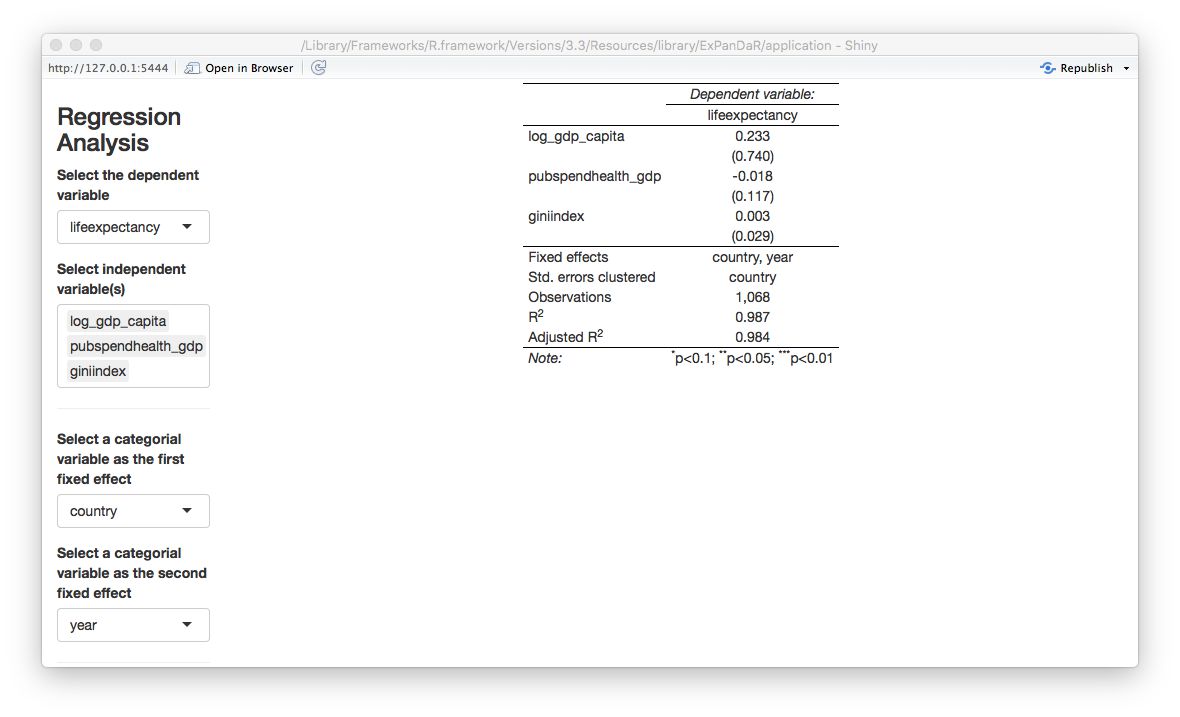 /Library/Frameworks/R.framework/Versions/3.3/Resources/library/ExPanDaR/application - Shiny
http://127.0.0.1:5444 Open in Browser Republish
Regression
Analysis
Select the dependent
variable
lifeexpectancy
Select independent
variable(s)
log_gdp_capita
pubspendhealth_gdp
giniindex
Select a categorial
variable as the first
fixed effect
country
Select a categorial
variable as the second
fixed effect
year
Dependent variable:
lifeexpectancy
log_gdp_capita 0.233
(0.740)
pubspendhealth_gdp -0.018
(0.117)
giniindex 0.003
(0.029)
Fixed effects country, year
Std. errors clustered country
Observations 1,068
R² 0.987
Adjusted R² 0.984
Note: *p<0.1; **p<0.05; ***p<0.01